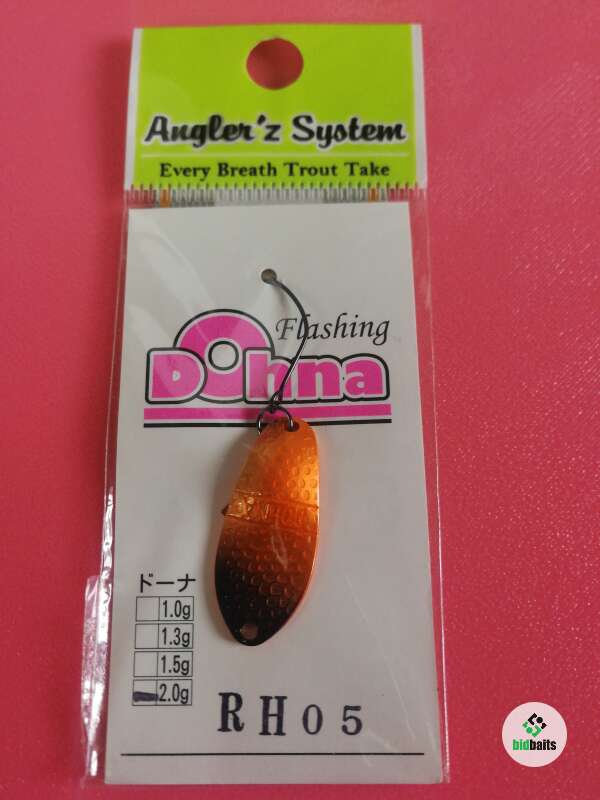 Angler'z System
Every Breath Trout Take
Flashing
Dohna
ドーナ
1.0g
1.3g
1.5g
2.0g
RH05
bidbaits